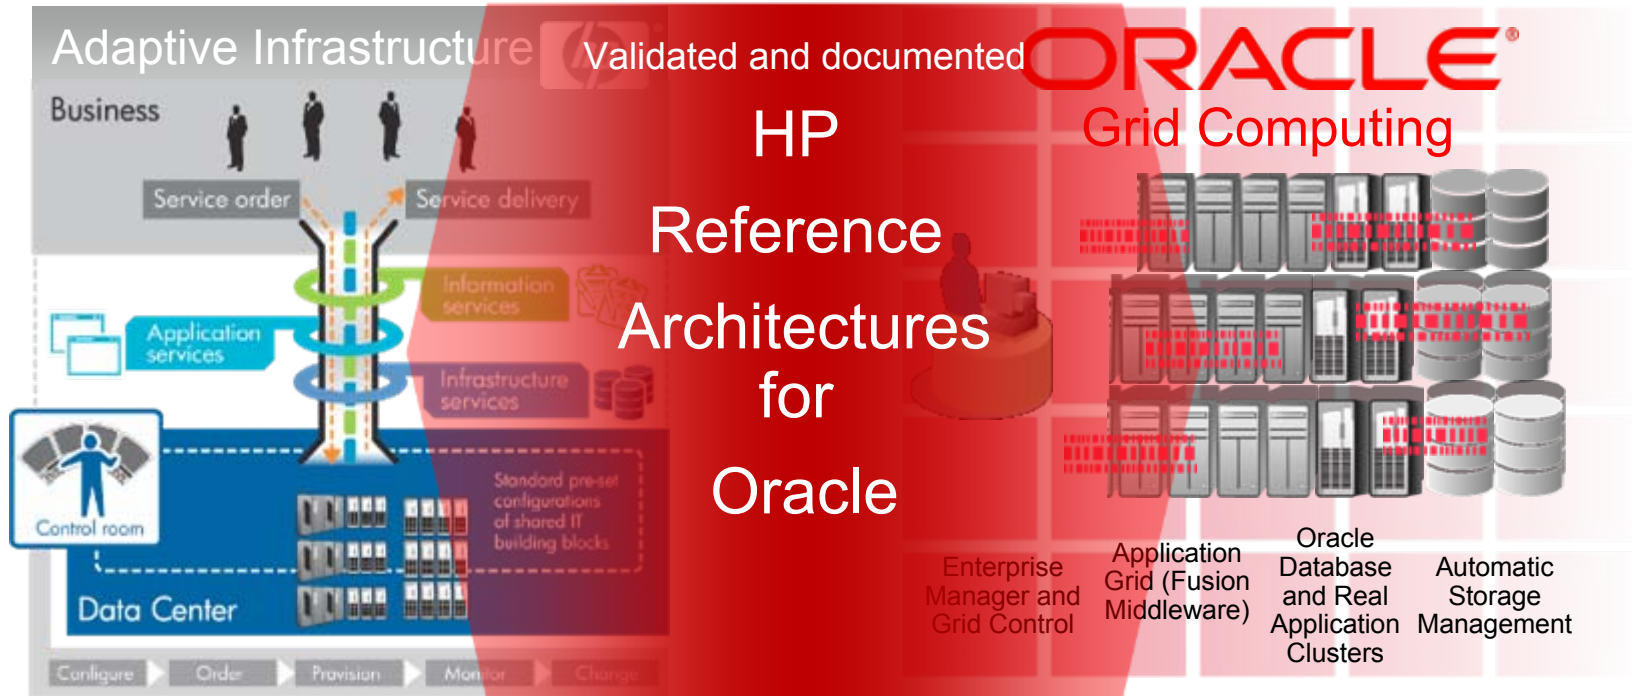 Adaptive Infrastructure
hp
Business
Service order
Service delivery
Information
services
Application
services
Infrastructure
services
Control room
Standard pre-set
configurations
of shared IT
building blocks
Data Center
Configure
Order
Provision
Monitor
Change
Validated and documented
HP
Reference
Architectures
for
Oracle
ORACLE®
Grid Computing
Enterprise
Manager and
Grid Control
Application
Grid (Fusion
Middleware)
Oracle
Database
and Real
Application
Clusters
Automatic
Storage
Management